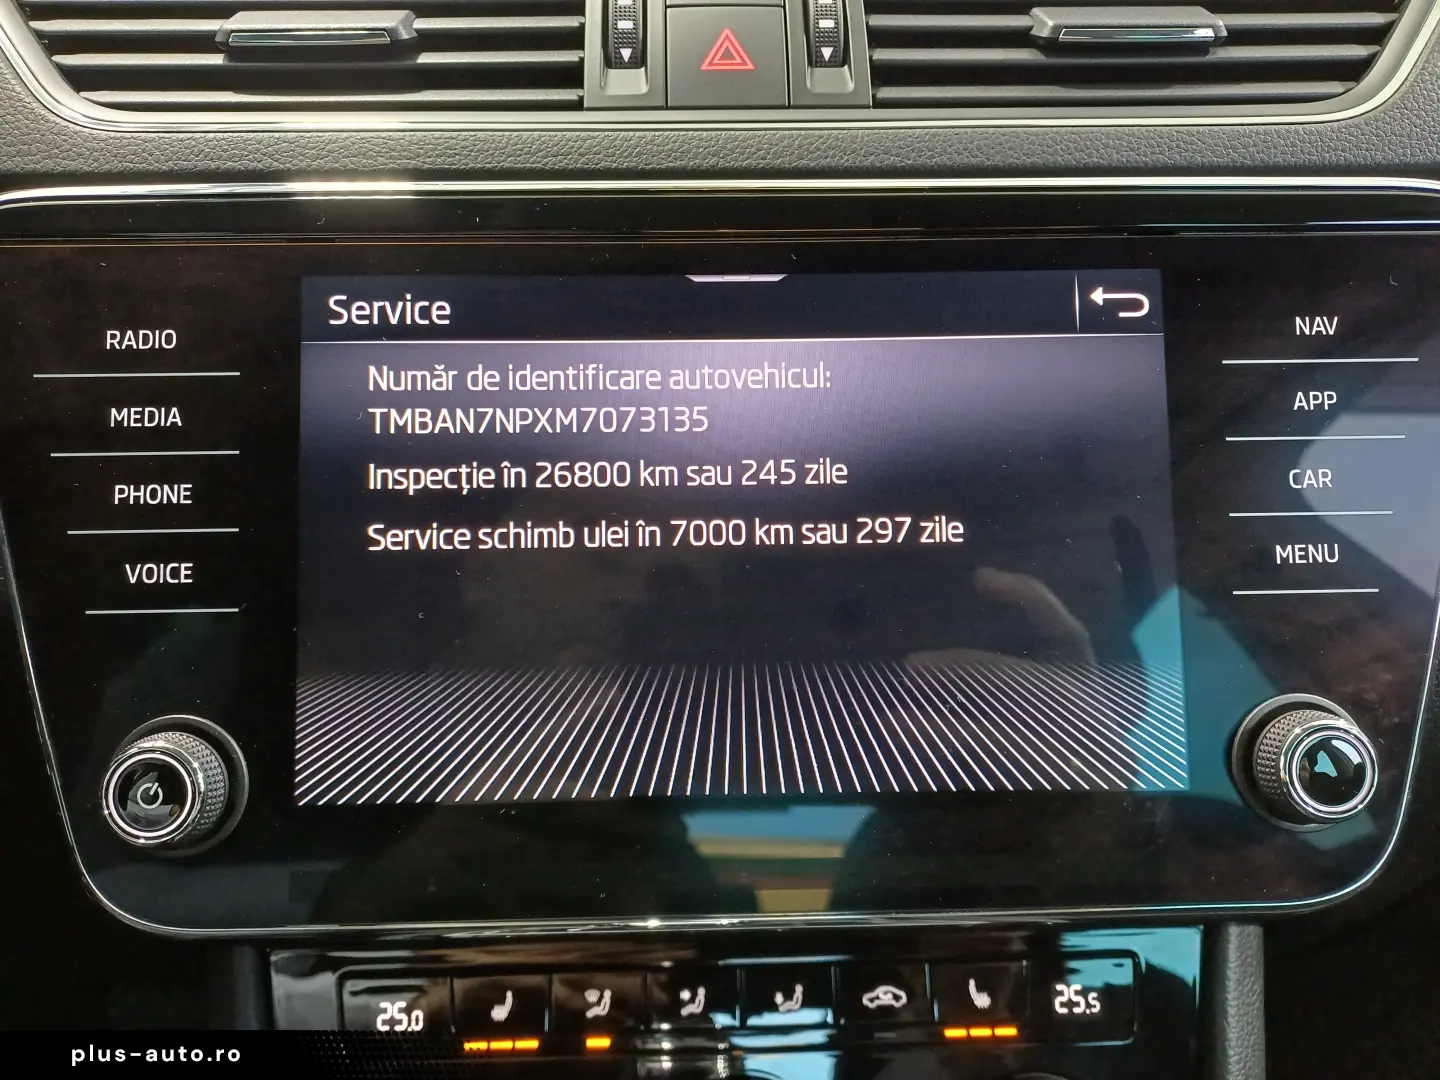 Service
Număr de identificare autovehicul:
TMBAN7NPXM7073135
Inspecție în 26800 km sau 245 zile
Service schimb ulei în 7000 km sau 297 zile
RADIO
MEDIA
PHONE
VOICE
NAV
APP
CAR
MENU
25.0
25.5
plus-auto.ro